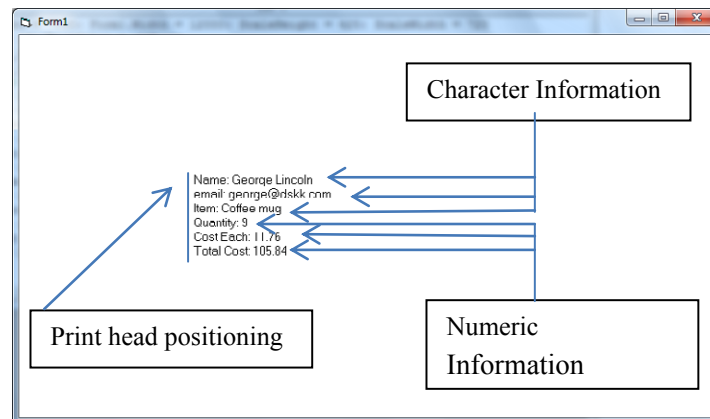 Form1
Character Information
Name: George Lincoln
email: george@dskk.com
Item: Coffee mug
Quantity: 9
Cost Each: 11.76
Total Cost: 105.84
Print head positioning
Numeric
Information